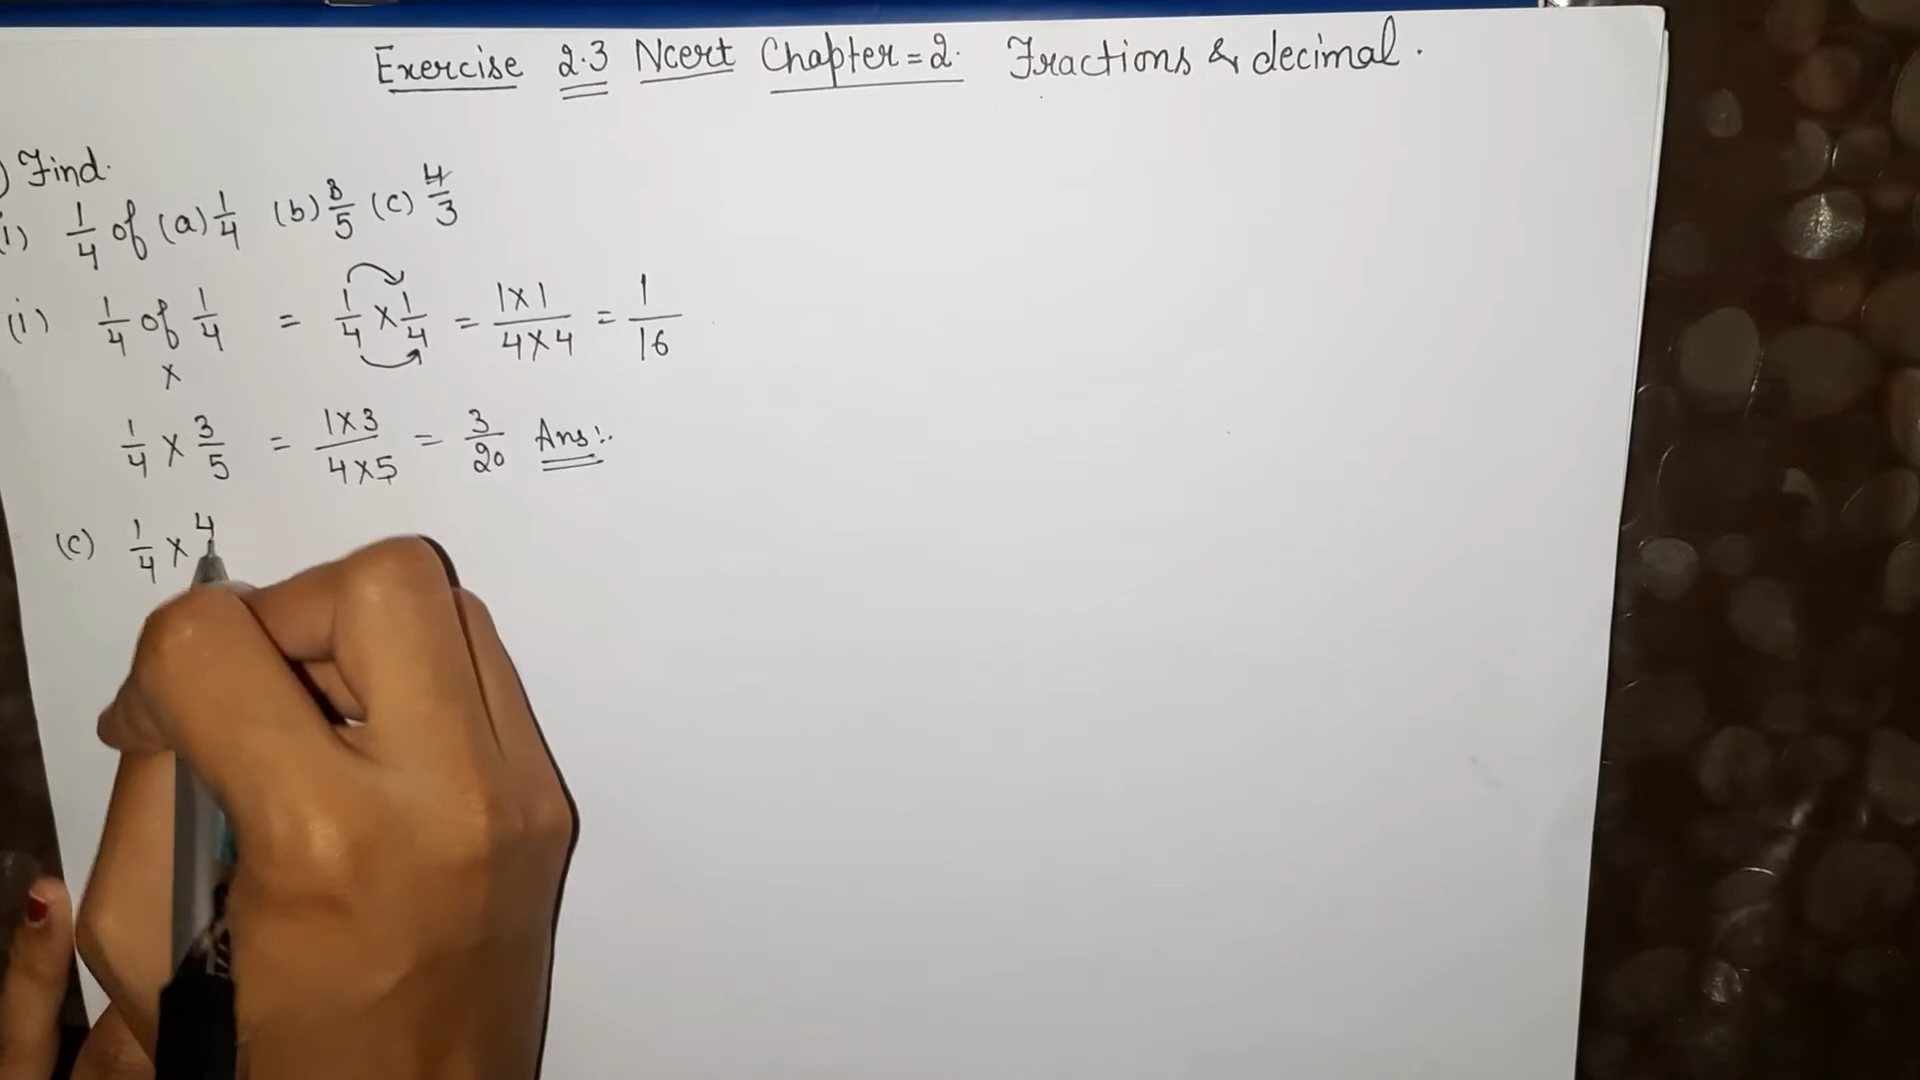 Exercise 2.3 Ncert Chapter = 2. Fractions & decimal.
) Find.
(i) 1/4 of (a) 1/4 (b) 3/5 (c) 4/3
(i) 1/4 of 1/4 = 1/4 × 1/4 = 1×1/4×4 = 1/16
×
1/4 × 3/5 = 1×3/4×5 = 3/20 Ans:.
(c) 1/4 × 4